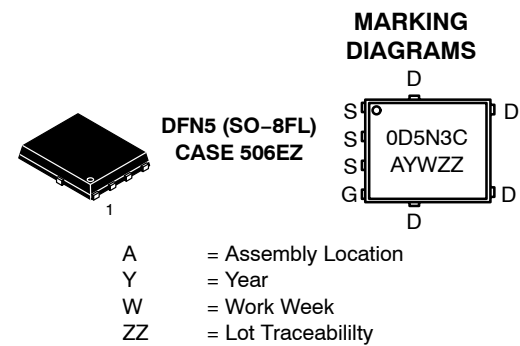 MARKING
DIAGRAMS
DFN5 (SO−8FL)
CASE 506EZ
1
D
S D
S 0D5N3C
S AYWZZ
G D
D
A = Assembly Location
Y = Year
W = Work Week
ZZ = Lot Traceabililty